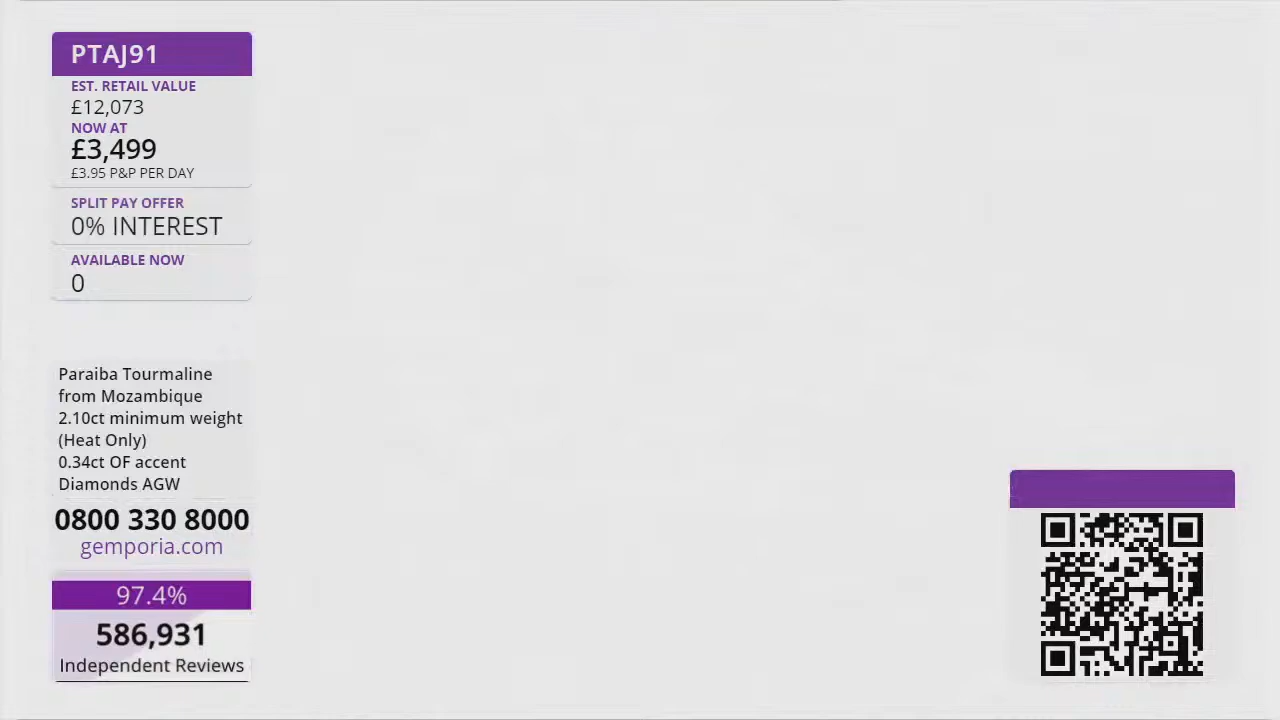 PTAJ91
EST. RETAIL VALUE
£12,073
NOW AT
£3,499
£3.95 P&P PER DAY
SPLIT PAY OFFER
0% INTEREST
AVAILABLE NOW
0
Paraiba Tourmaline
from Mozambique
2.10ct minimum weight
(Heat Only)
0.34ct OF accent
Diamonds AGW
0800 330 8000
gemporia.com
97.4%
586,931
Independent Reviews